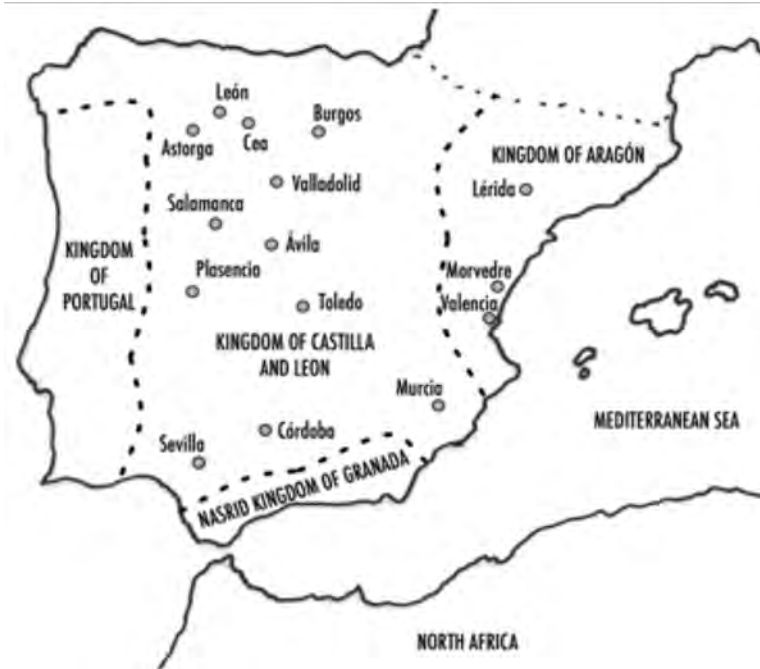 León
Burgos
Astorga
Cea
KINGDOM OF ARAGÓN
Valladolid
Lérida
Salamanca
KINGDOM
OF
PORTUGAL
Ávila
Plasencia
Morvedre
Toledo
Valencia
KINGDOM OF CASTILLA
AND LEON
Murcia
MEDITERRANEAN SEA
Córdoba
Sevilla
NASRID KINGDOM OF GRANADA
NORTH AFRICA